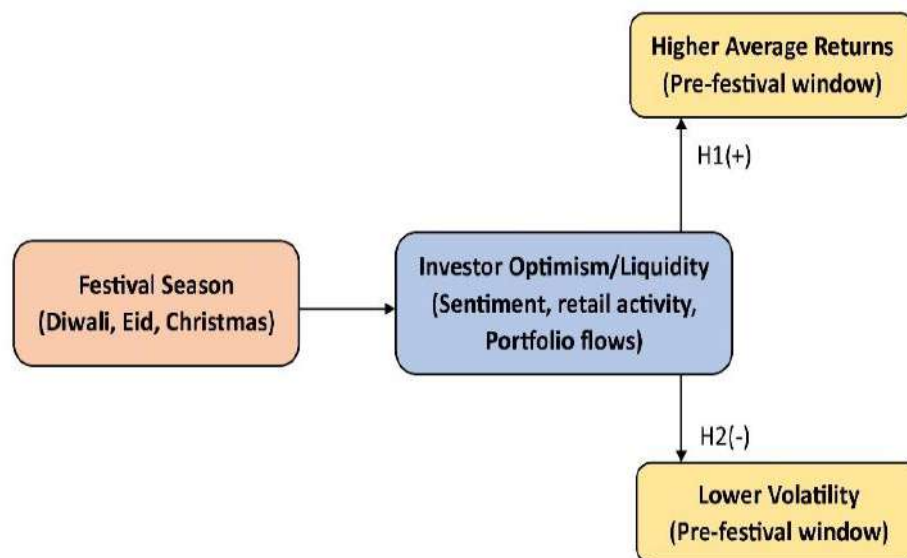 Higher Average Returns
(Pre-festival window)
H1(+)
Festival Season
(Diwali, Eid, Christmas)
Investor Optimism/Liquidity
(Sentiment, retail activity,
Portfolio flows)
H2(-)
Lower Volatility
(Pre-festival window)